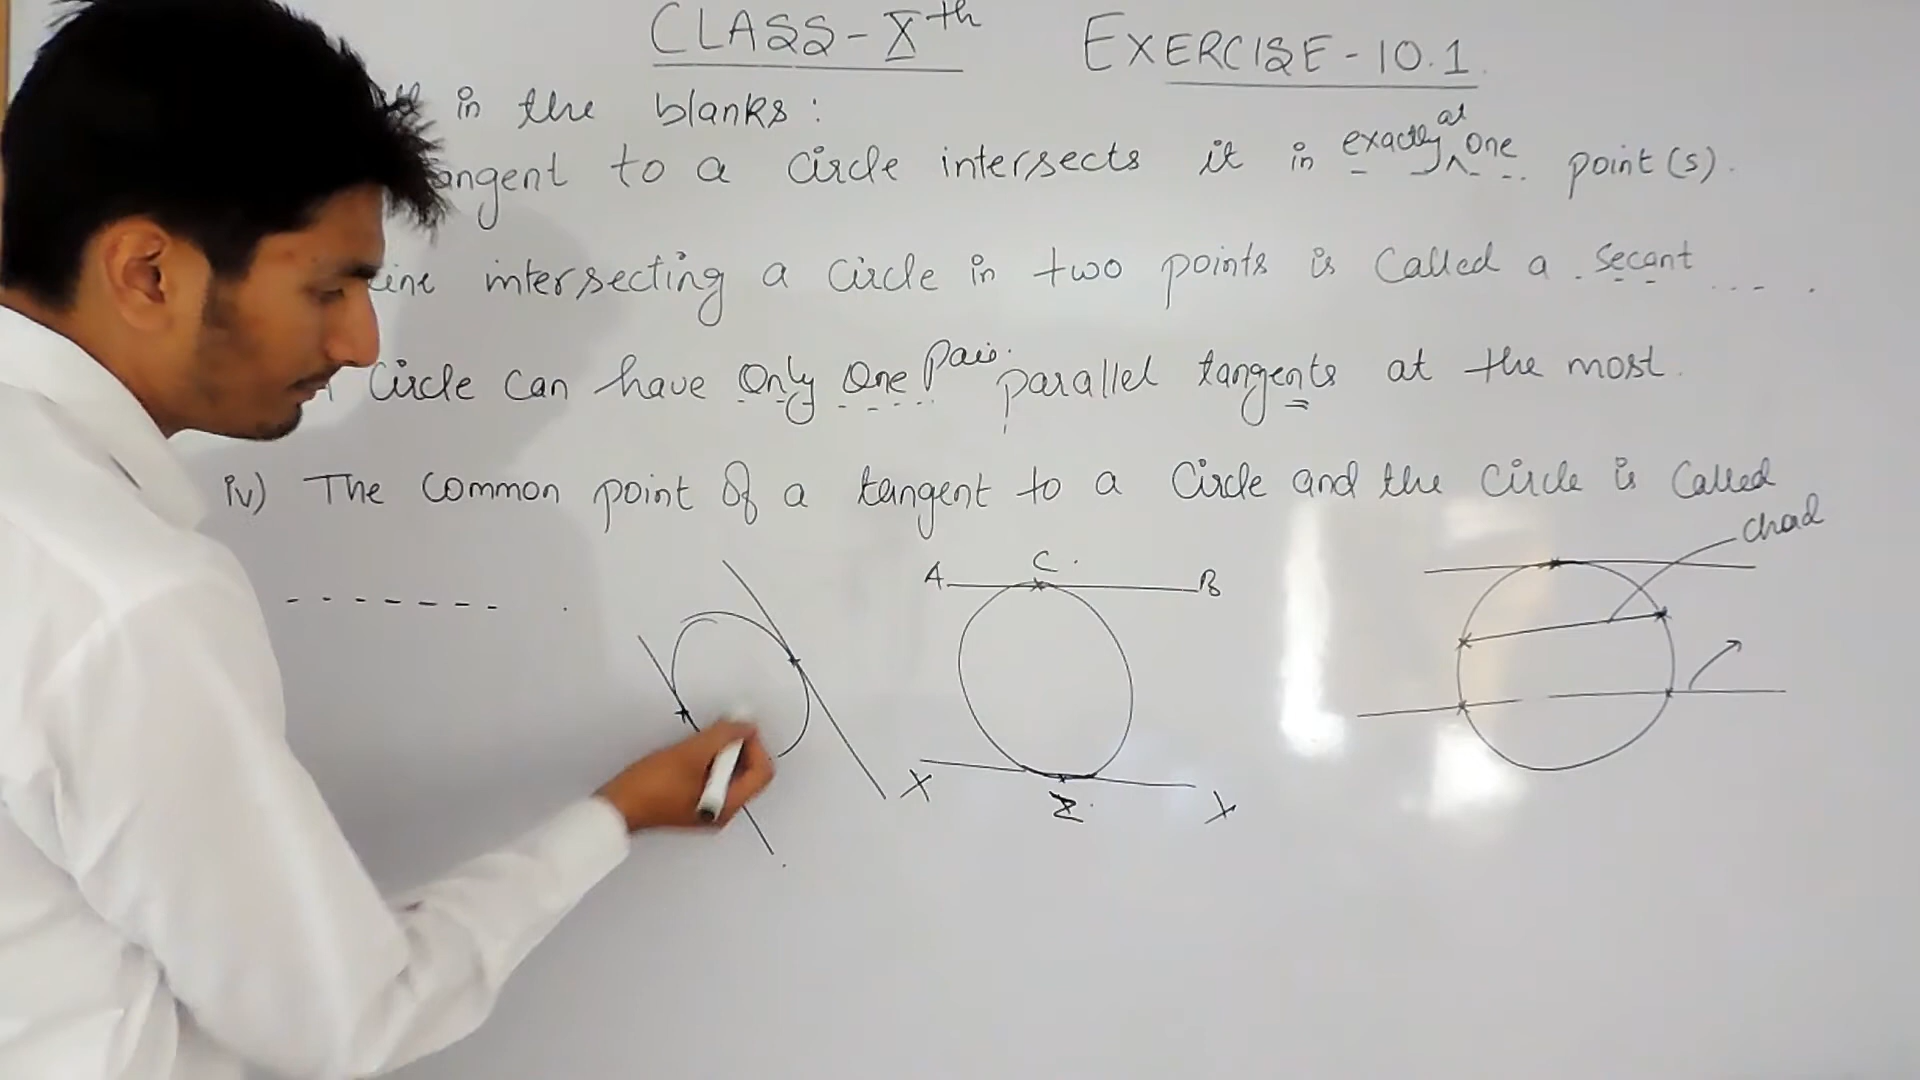 CLASS-Xth EXERCISE-10.1
in the blanks:
angent to a circle intersects it in exactly at one point(s).
ine intersecting a circle in two points is called a secant
circle can have only one pair parallel tangents at the most.
iv) The common point of a tangent to a circle and the circle is called
chord
C.
A B
X Y
Z